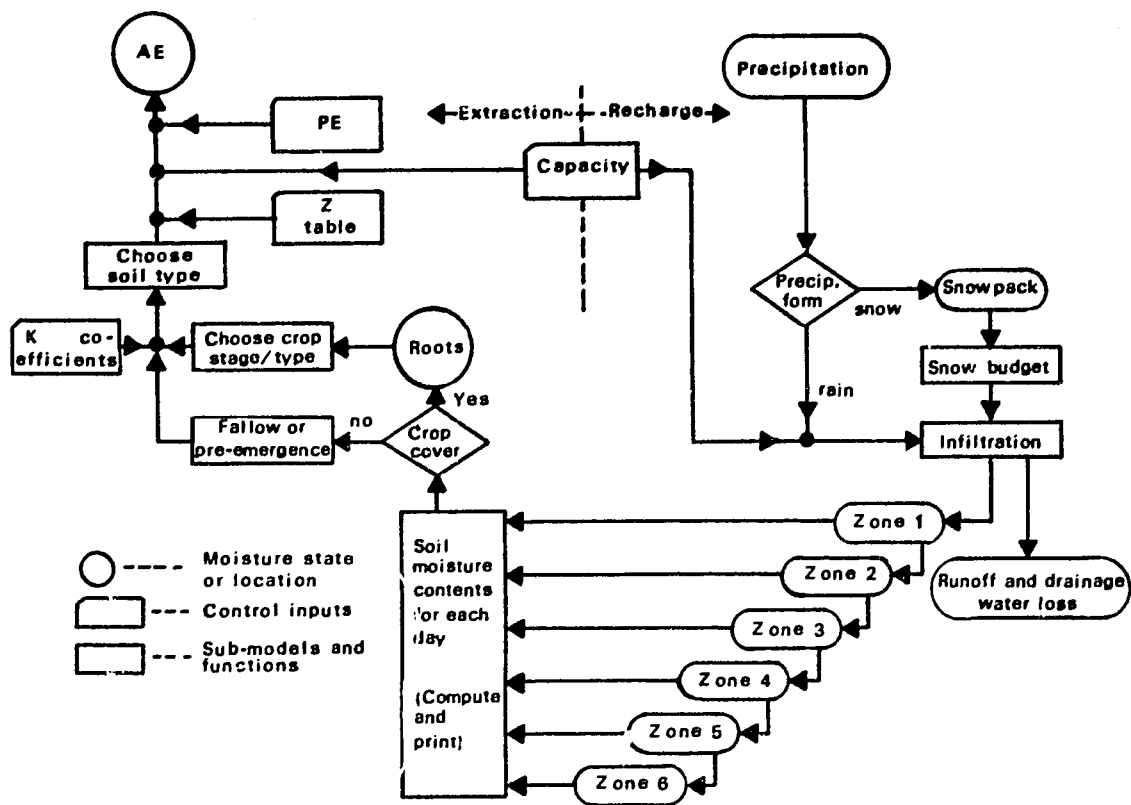 AE
Precipitation
PE
Extraction
Recharge
Capacity
Z
table
Choose
soil type
Precip.
form
snow
Snowpack
K co-
efficients
Choose crop
stage/type
Roots
Snow budget
rain
Yes
Fallow or
pre-emergence
no
Crop
cover
Infiltration
Zone 1
Soil
moisture
contents
for each
day
(Compute
and
print)
Zone 2
Runoff and drainage
water loss
Zone 3
Zone 4
Zone 5
Zone 6
Moisture state
or location
Control inputs
Sub-models and
functions